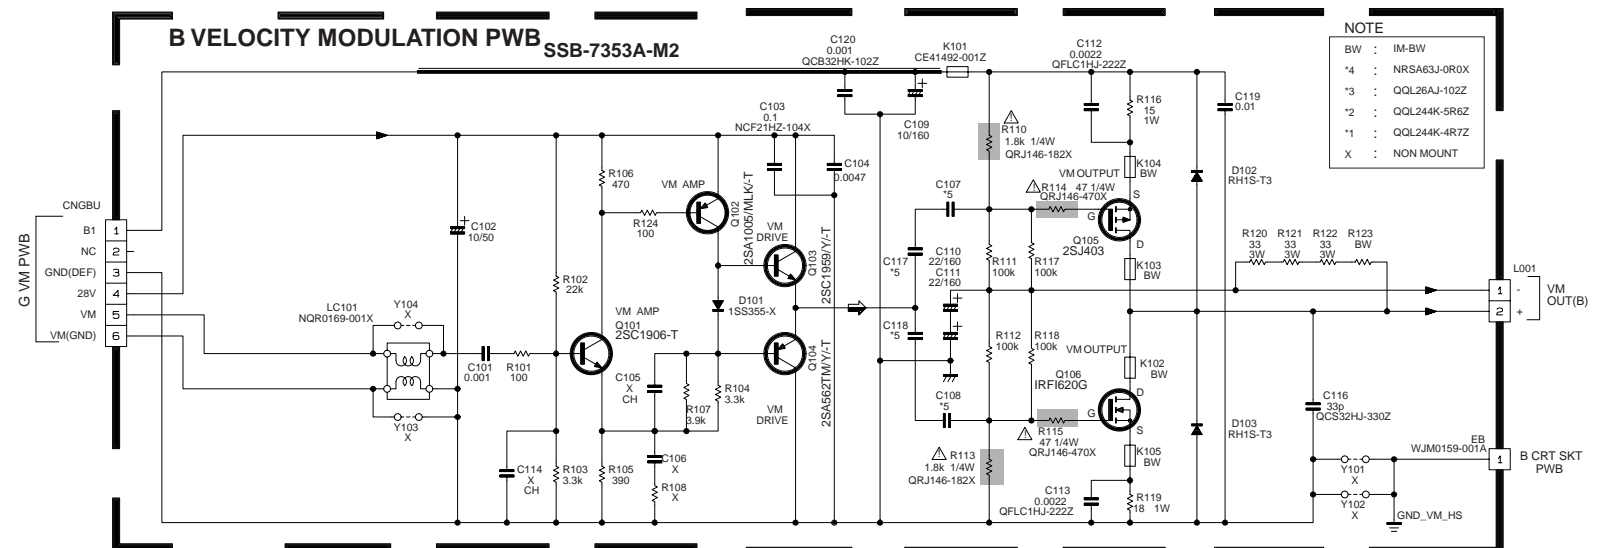 B VELOCITY MODULATION PWB
SSB-7353A-M2
NOTE
BW : IM-BW
*4 : NRSA63J-0R0X
*3 : QQL26AJ-102Z
*2 : QQL244K-5R6Z
*1 : QQL244K-4R7Z
X : NON MOUNT
C120
0.001
QCB32HK-102Z
K101
CE41492-001Z
C112
0.0022
QFLC1HJ-222Z
R116
15
1W
C119
0.01
C103
0.1
NCF21HZ-104X
C109
10/160
R110
1.8k 1/4W
QRJ146-182X
C104
0.0047
K104
BW
D102
RH1S-T3
R106
470
VM AMP
Q102
2SA1005/MLK/-T
R124
100
VM
DRIVE
Q103
2SC1959/Y/-T
C107
*5
VM OUTPUT
R114 47 1/4W
QRJ146-470X
S
G
D
Q105
2SJ403
K103
BW
G VM PWB
CNGBU
B1 1
NC 2
GND(DEF) 3
28V 4
VM 5
VM(GND) 6
C102
10/50
R102
22k
C117
*5
C110
22/160
C111
22/160
R111
100k
R117
100k
R120
33
3W
R121
33
3W
R122
33
3W
R123
BW
L001
1 -
2 +
VM
OUT(B)
LC101
NQR0169-001X
Y104
X
VM AMP
Q101
2SC1906-T
D101
1SS355-X
C118
*5
R112
100k
R118
100k
VM OUTPUT
K102
BW
Q106
IRFI620G
D
G
S
C101
0.001
R101
100
C105
X
CH
R107
3.9k
R104
3.3k
VM
DRIVE
Q104
2SA562TM/Y/-T
C108
*5
R115
47 1/4W
QRJ146-470X
Y103
X
C116
33p
QCS32HJ-330Z
D103
RH1S-T3
K105
BW
EB
WJM0159-001A
1
B CRT SKT
PWB
C114
X
CH
R103
3.3k
R105
390
C106
X
R108
X
R113
1.8k 1/4W
QRJ146-182X
C113
0.0022
QFLC1HJ-222Z
R119
18 1W
Y101
X
Y102
X
GND_VM_HS